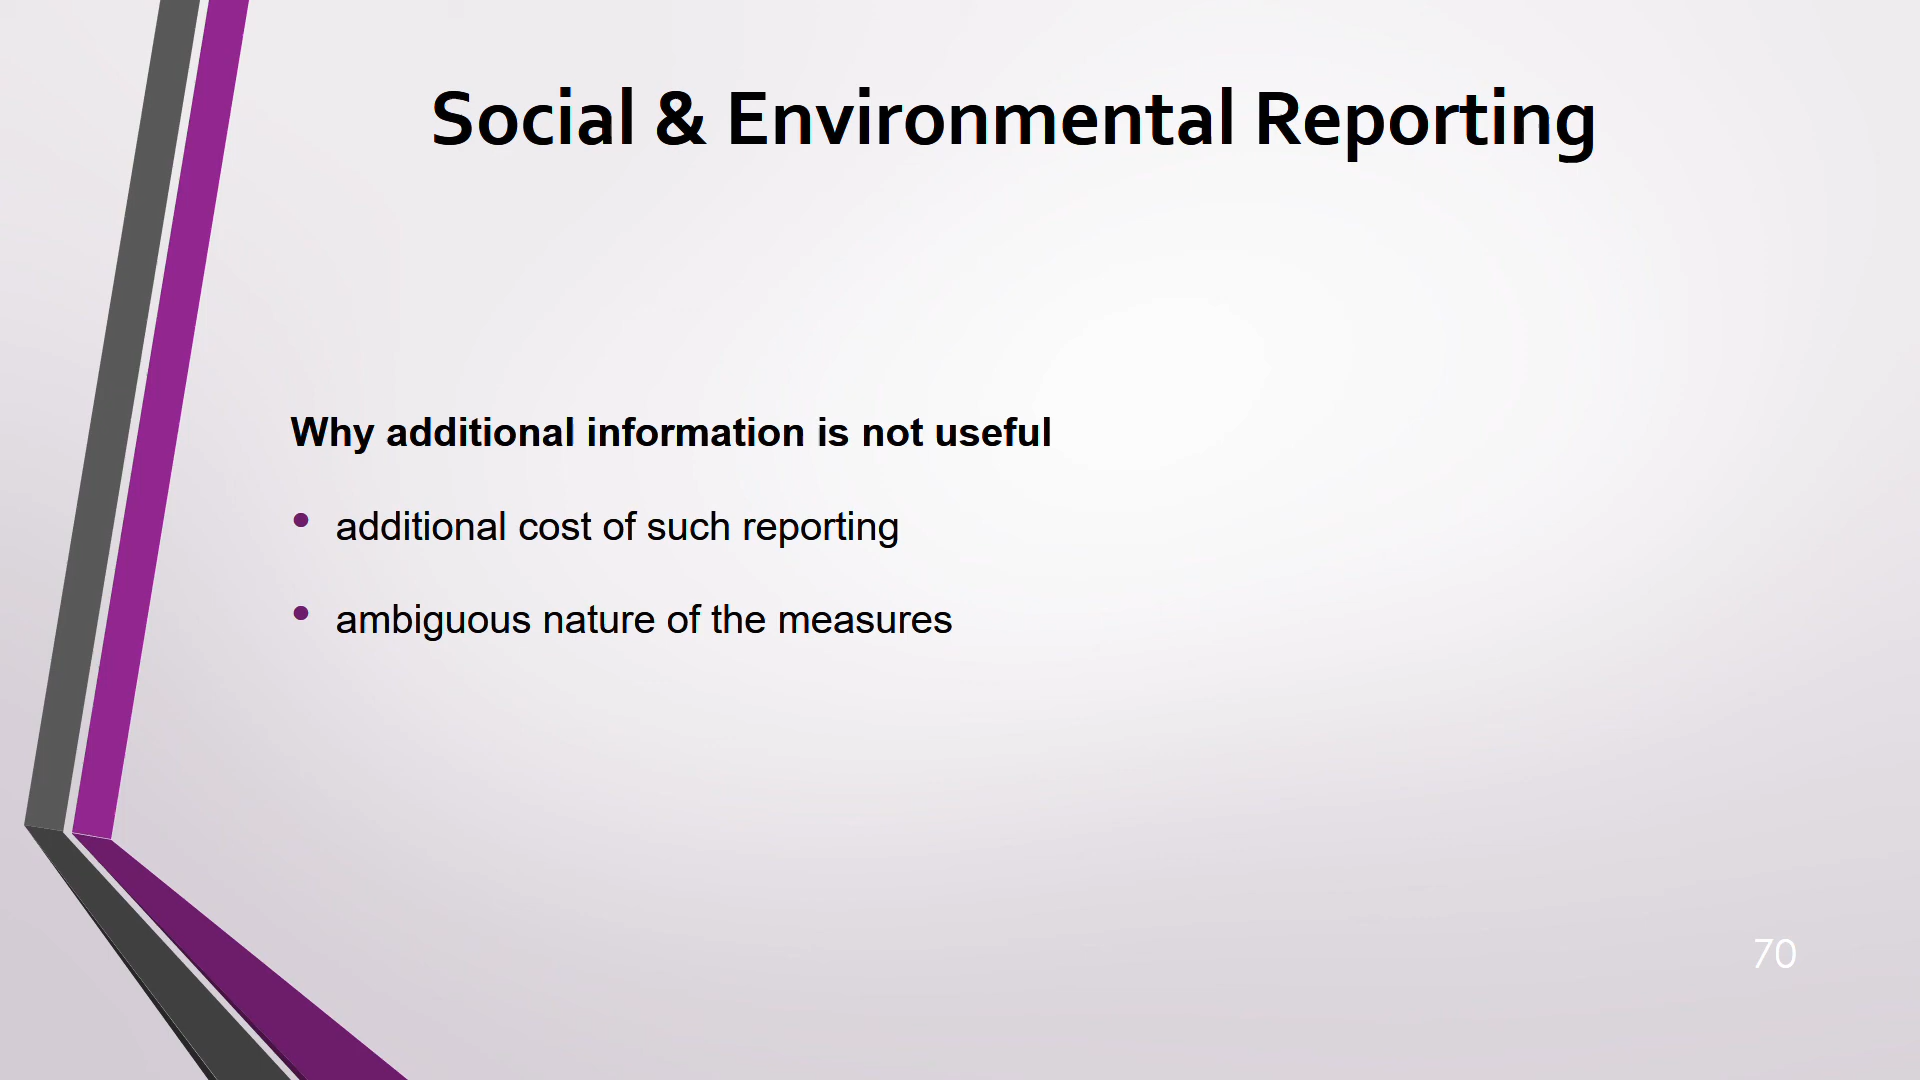 Social & Environmental Reporting
Why additional information is not useful
• additional cost of such reporting
• ambiguous nature of the measures
70